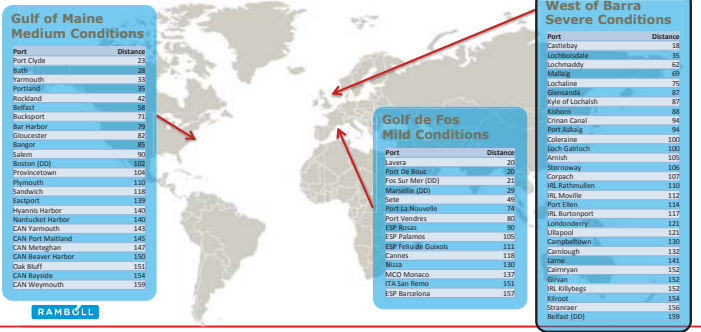 Gulf of Maine
Medium Conditions
Port Distance
Port Clyde 23
Bath 28
Yarmouth 33
Portland 35
Rockland 42
Belfast 58
Bucksport 71
Bar Harbor 79
Gloucester 82
Bangor 85
Salem 90
Boston (DD) 102
Provincetown 104
Plymouth 110
Sandwich 118
Eastport 139
Hyannis Harbor 140
Nantucket Harbor 140
CAN Yarmouth 143
CAN Port Maitland 145
CAN Meteghan 147
CAN Beaver Harbor 150
Oak Bluff 151
CAN Bayside 154
CAN Weymouth 159
RAMBOLL
Golf de Fos
Mild Conditions
Port Distance
Lavera 20
Port De Bouc 20
Fos Sur Mer (DD) 21
Marseille (DD) 29
Sete 49
Port La Nouvelle 74
Port Vendres 80
ESP Rosas 90
ESP Palamos 105
ESP Feliu de Guixols 111
Cannes 118
Nizza 130
MCO Monaco 137
ITA San Remo 151
ESP Barcelona 157
West of Barra
Severe Conditions
Port Distance
Castlebay 18
Lochboisdale 35
Lochmaddy 62
Mallaig 69
Lochaline 75
Glensanda 87
Kyle of Lochalsh 87
Kishorn 88
Crinan Canal 94
Port Askaig 94
Coleraine 100
Loch Gairloch 100
Arnish 105
Stornoway 106
Corpach 107
IRL Rathmullen 110
IRL Moville 112
Port Ellen 114
IRL Burtonport 117
Londonderry 121
Ullapool 121
Campbeltown 130
Carnlough 132
Larne 141
Cairnryan 152
Girvan 152
IRL Killybegs 152
Kilroot 154
Stranraer 156
Belfast (DD) 159